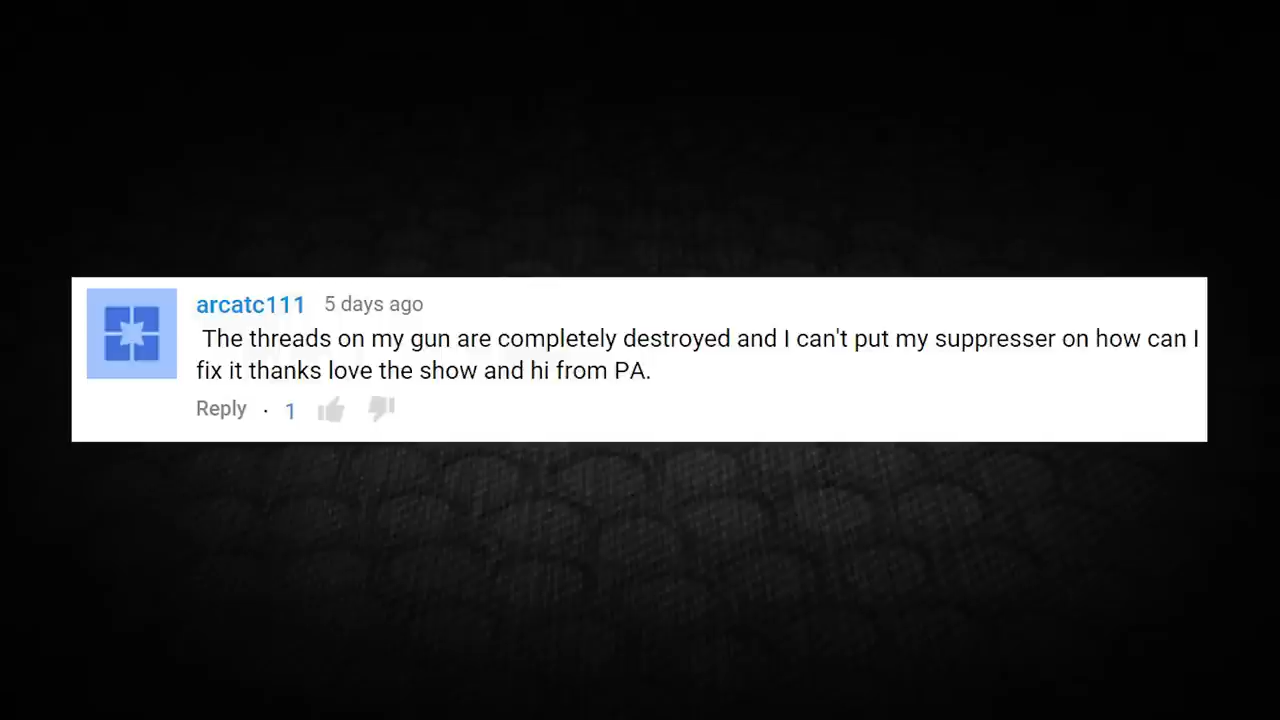 arcatc111 5 days ago
The threads on my gun are completely destroyed and I can't put my suppresser on how can I
fix it thanks love the show and hi from PA.
Reply · 1